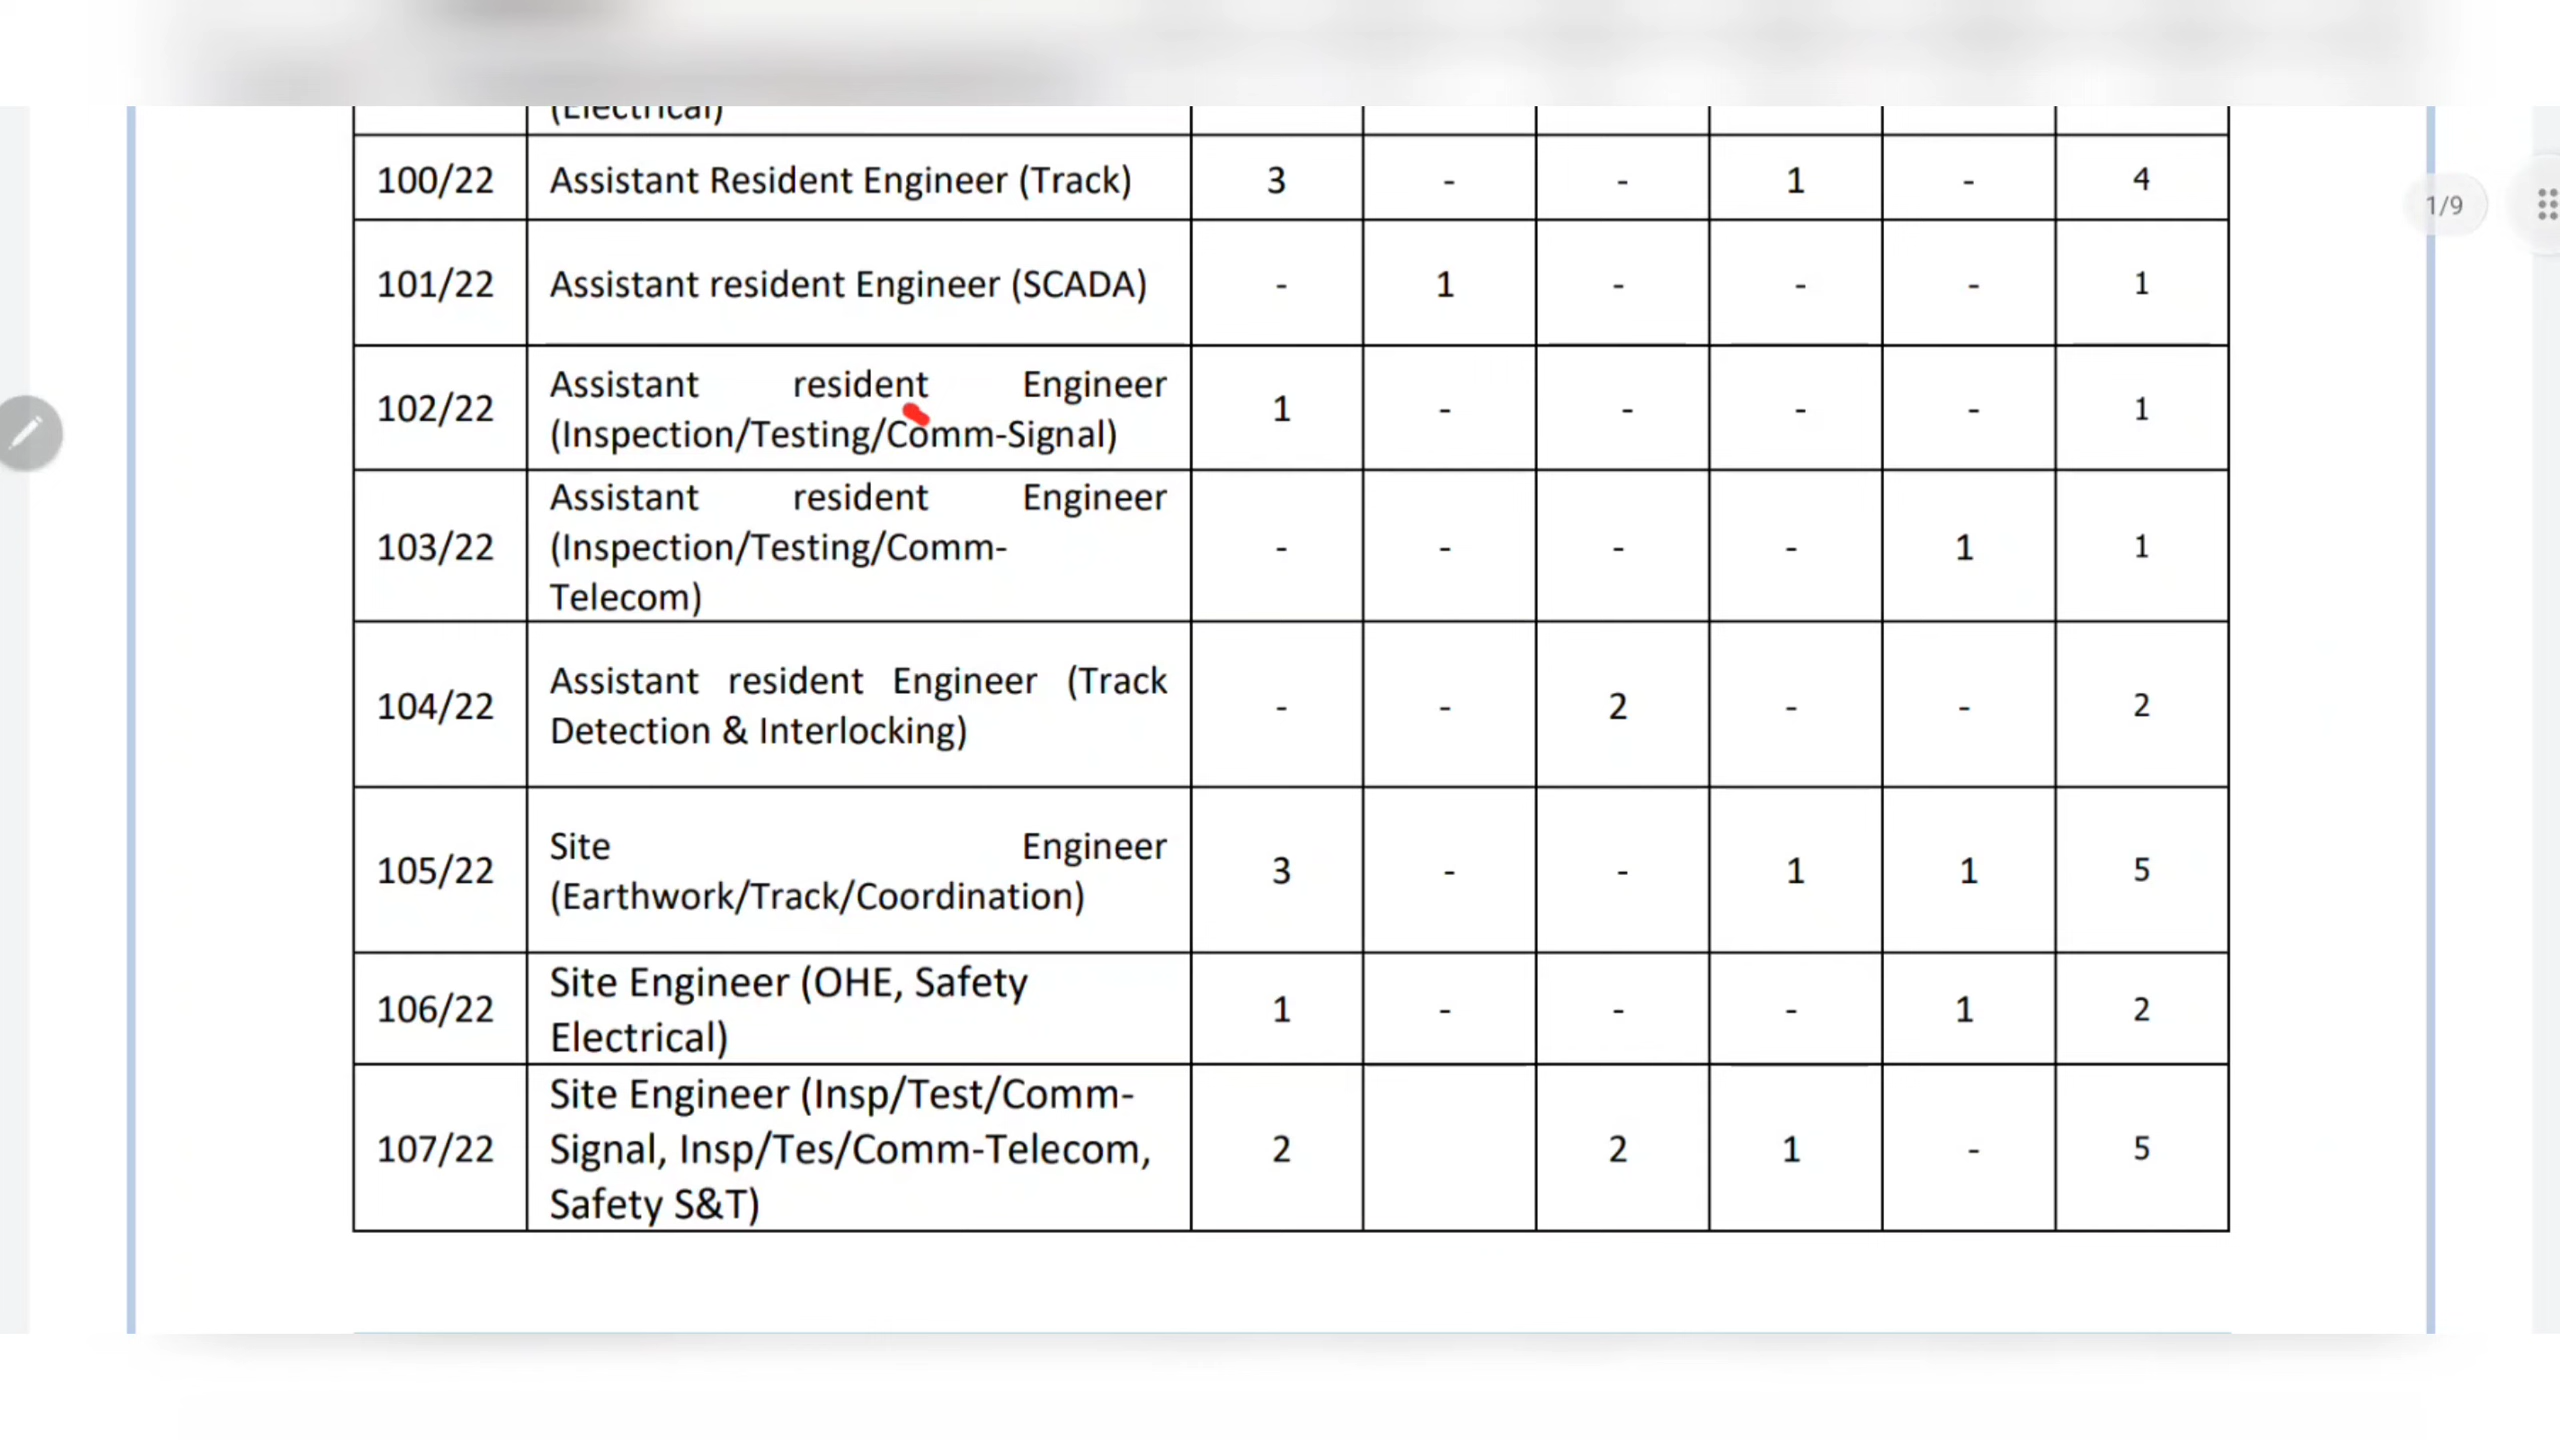 (Electrical)
100/22 Assistant Resident Engineer (Track) 3 - - 1 - 4
1/9
101/22 Assistant resident Engineer (SCADA) - 1 - - - 1
Assistant resident Engineer
102/22 (Inspection/Testing/Comm-Signal) 1 - - - - 1
Assistant resident Engineer
103/22 (Inspection/Testing/Comm- - - - - 1 1
Telecom)
Assistant resident Engineer (Track
104/22 Detection & Interlocking) - - 2 - - 2
Site Engineer
105/22 (Earthwork/Track/Coordination) 3 - - 1 1 5
Site Engineer (OHE, Safety
106/22 Electrical) 1 - - - 1 2
Site Engineer (Insp/Test/Comm-
107/22 Signal, Insp/Tes/Comm-Telecom, 2 2 1 - 5
Safety S&T)